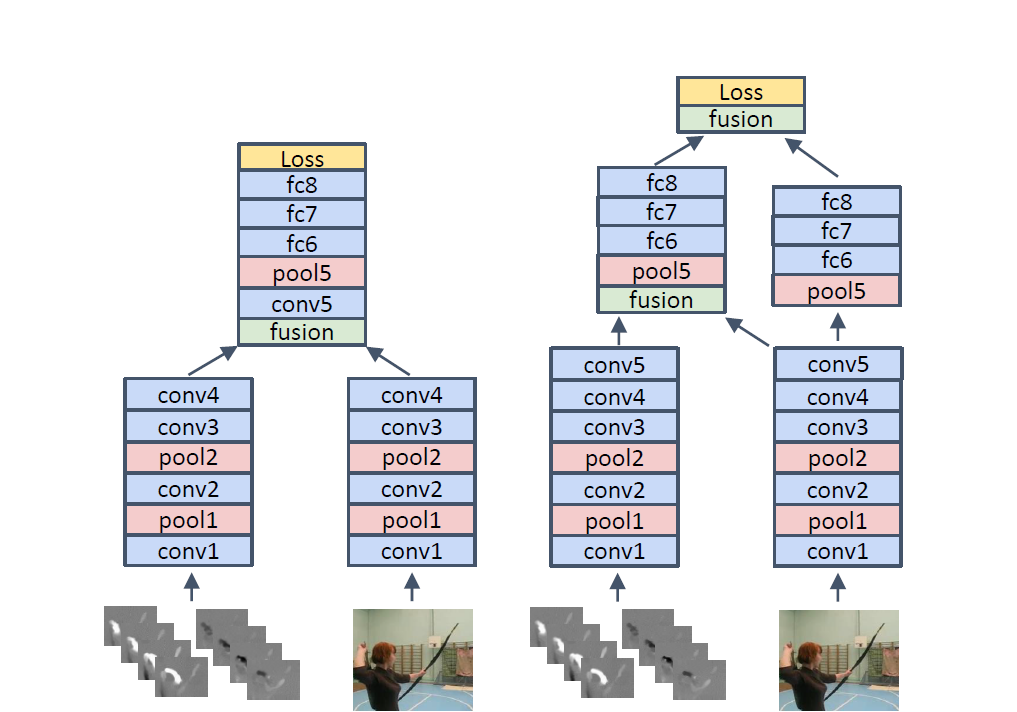 Loss
fc8
fc7
fc6
pool5
conv5
fusion
conv4
conv3
pool2
conv2
pool1
conv1
conv4
conv3
pool2
conv2
pool1
conv1
Loss
fusion
fc8
fc7
fc6
pool5
fusion
fc8
fc7
fc6
pool5
conv5
conv4
conv3
pool2
conv2
pool1
conv1
conv5
conv4
conv3
pool2
conv2
pool1
conv1